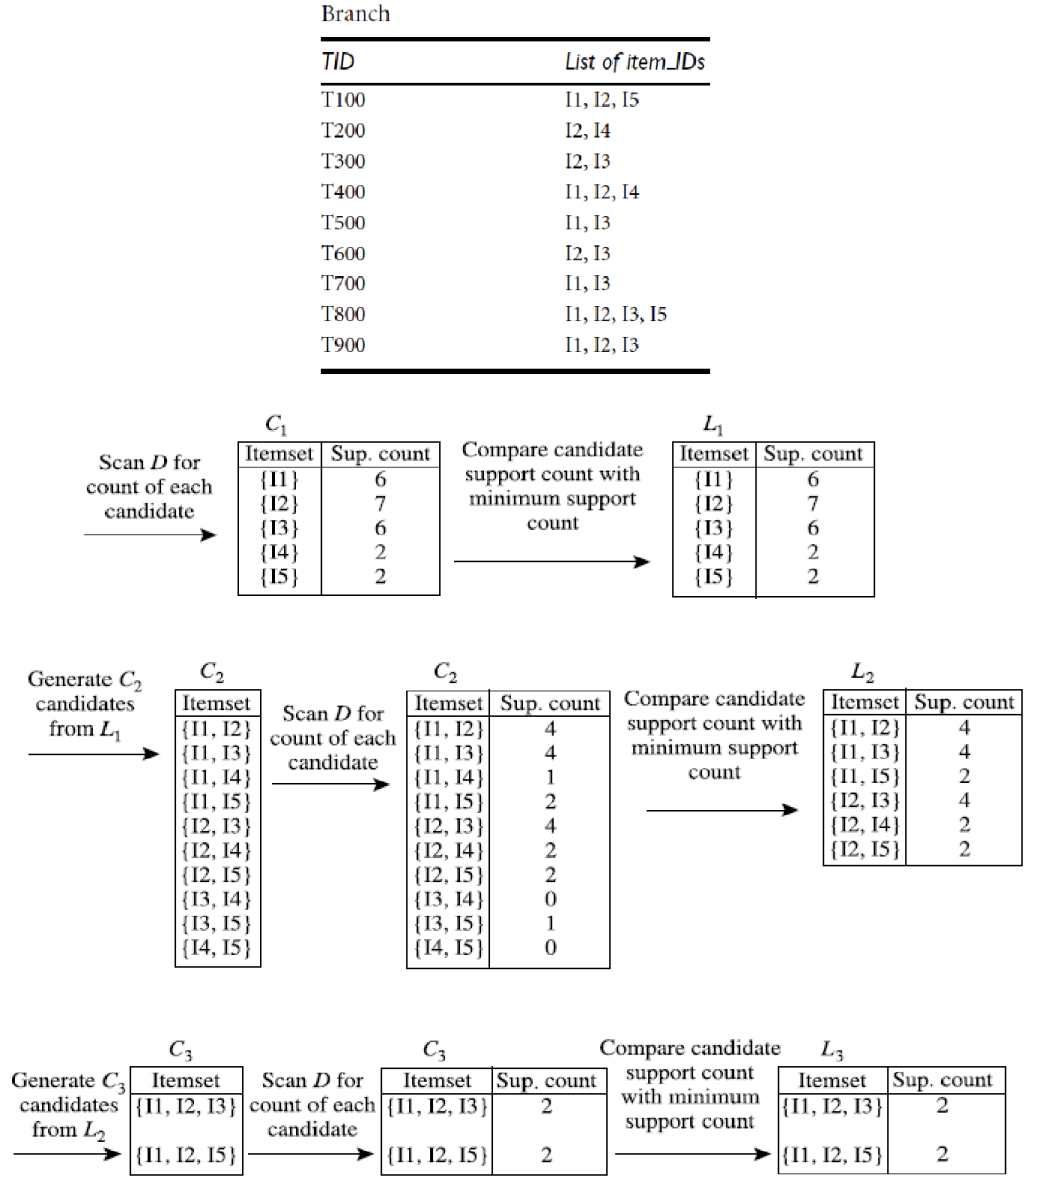 Branch
TID List of item_IDs
T100 I1, I2, I5
T200 I2, I4
T300 I2, I3
T400 I1, I2, I4
T500 I1, I3
T600 I2, I3
T700 I1, I3
T800 I1, I2, I3, I5
T900 I1, I2, I3
Scan D for
count of each
candidate
C1
Itemset Sup. count
{I1} 6
{I2} 7
{I3} 6
{I4} 2
{I5} 2
Compare candidate
support count with
minimum support
count
L1
Itemset Sup. count
{I1} 6
{I2} 7
{I3} 6
{I4} 2
{I5} 2
Generate C2
candidates
from L1
C2
Itemset
{I1, I2}
{I1, I3}
{I1, I4}
{I1, I5}
{I2, I3}
{I2, I4}
{I2, I5}
{I3, I4}
{I3, I5}
{I4, I5}
Scan D for
count of each
candidate
C2
Itemset Sup. count
{I1, I2} 4
{I1, I3} 4
{I1, I4} 1
{I1, I5} 2
{I2, I3} 4
{I2, I4} 2
{I2, I5} 2
{I3, I4} 0
{I3, I5} 1
{I4, I5} 0
Compare candidate
support count with
minimum support
count
L2
Itemset Sup. count
{I1, I2} 4
{I1, I3} 4
{I1, I5} 2
{I2, I3} 4
{I2, I4} 2
{I2, I5} 2
Generate C3
candidates
from L2
C3
Itemset
{I1, I2, I3}
{I1, I2, I5}
Scan D for
count of each
candidate
C3
Itemset Sup. count
{I1, I2, I3} 2
{I1, I2, I5} 2
Compare candidate
support count
with minimum
support count
L3
Itemset Sup. count
{I1, I2, I3} 2
{I1, I2, I5} 2